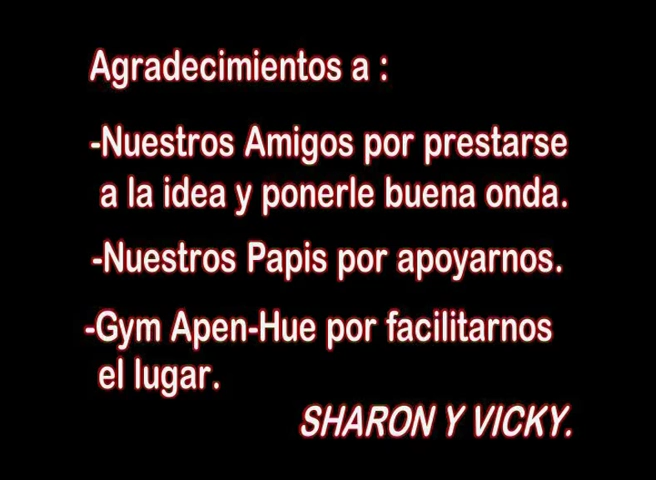 Agradecimientos a :
-Nuestros Amigos por prestarse
a la idea y ponerle buena onda.
-Nuestros Papis por apoyarnos.
-Gym Apen-Hue por facilitarnos
el lugar.
SHARON Y VICKY.